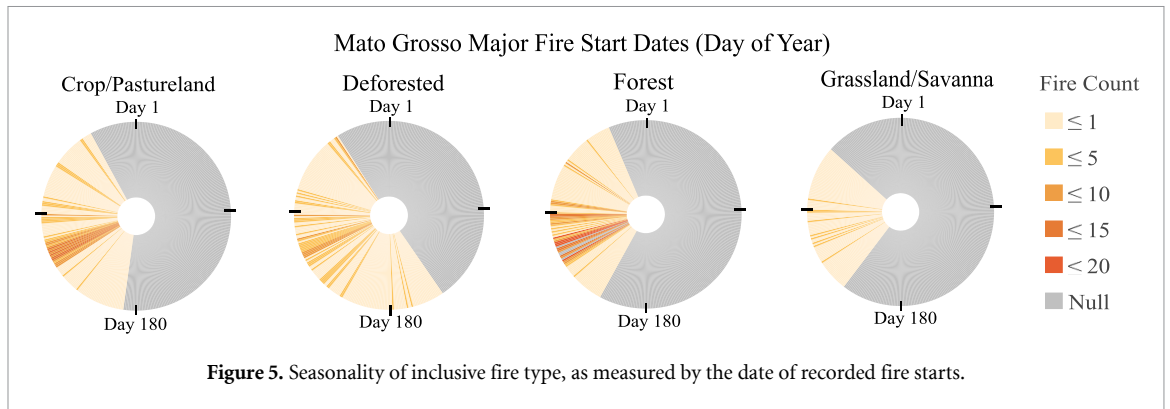 Mato Grosso Major Fire Start Dates (Day of Year)
Crop/Pastureland
Day 1
Day 180
Deforested
Day 1
Day 180
Forest
Day 1
Day 180
Grassland/Savanna
Day 1
Day 180
Fire Count
≤ 1
≤ 5
≤ 10
≤ 15
< 20
Null
Figure 5. Seasonality of inclusive fire type, as measured by the date of recorded fire starts.